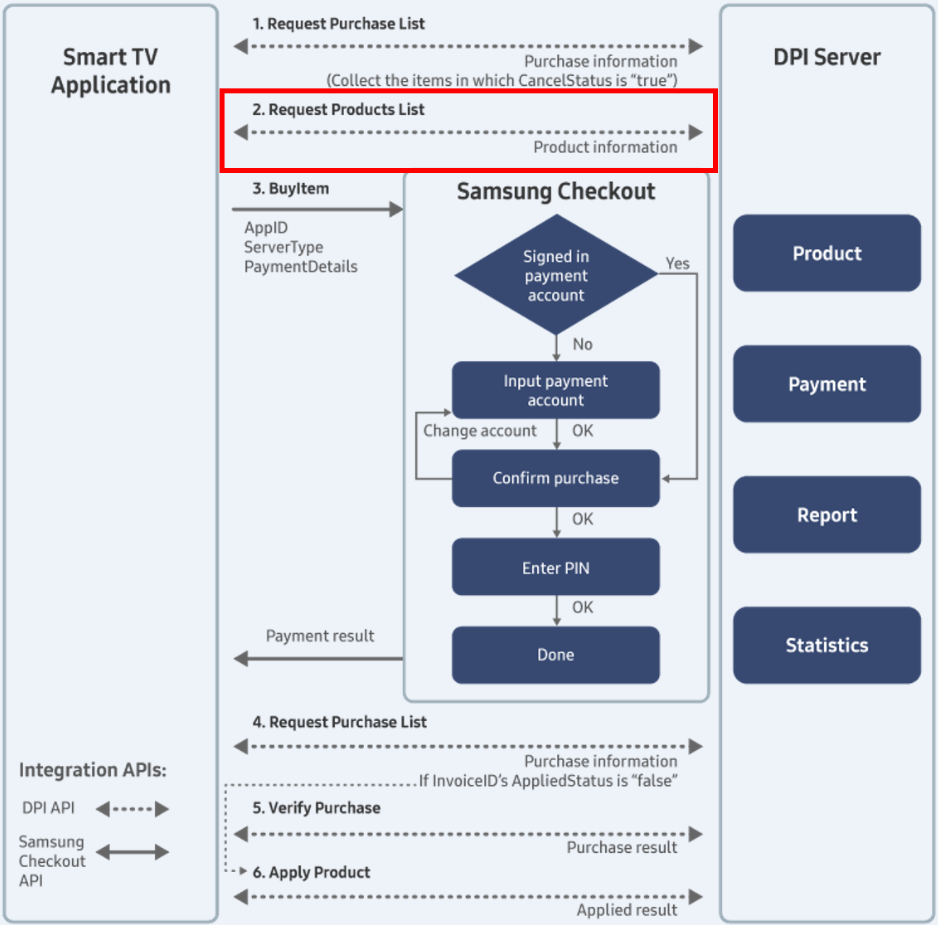 Smart TV
Application
1. Request Purchase List
Purchase information
(Collect the items in which CancelStatus is “true”)
DPI Server
2. Request Products List
Product information
3. BuyItem
AppID
ServerType
PaymentDetails
Samsung Checkout
Signed in
payment
account
Yes
No
Input payment
account
Change account
OK
Confirm purchase
OK
Enter PIN
OK
Done
Payment result
Product
Payment
Report
Statistics
4. Request Purchase List
Purchase information
If InvoiceID’s AppliedStatus is “false”
5. Verify Purchase
Purchase result
6. Apply Product
Applied result
Integration APIs:
DPI API
Samsung
Checkout
API